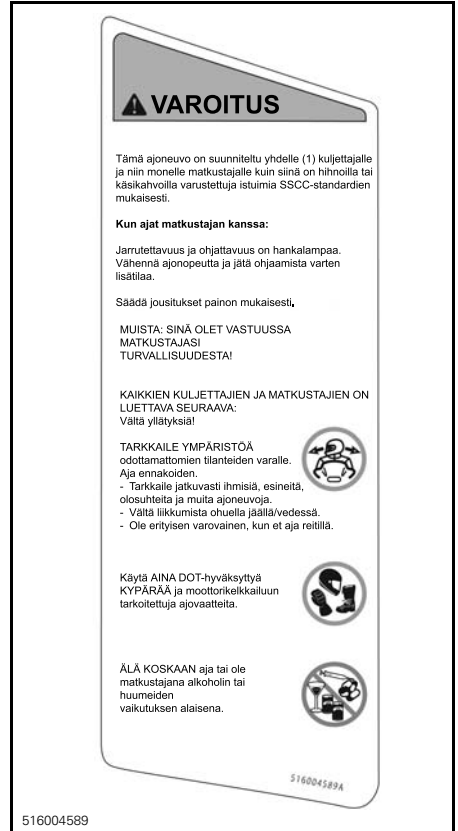 VAROITUS
Tämä ajoneuvo on suunniteltu yhdelle (1) kuljettajalle
ja niin monelle matkustajalle kuin siinä on hihnoilla tai
käsikahvoilla varustettuja istuimia SSCC-standardien
mukaisesti.
Kun ajat matkustajan kanssa:
Jarrutettavuus ja ohjattavuus on hankalampaa.
Vähennä ajonopeutta ja jätä ohjaamista varten
lisätilaa.
Säädä jousitukset painon mukaisesti.
MUISTA: SINÄ OLET VASTUUSSA
MATKUSTAJASI
TURVALLISUUDESTA!
KAIKKIEN KULJETTAJIEN JA MATKUSTAJIEN ON
LUETTAVA SEURAAVA:
Vältä yllätyksiä!
TARKKAILE YMPÄRISTÖÄ
odottamattomien tilanteiden varalle.
Aja ennakoiden.
- Tarkkaile jatkuvasti ihmisiä, esineitä,
olosuhteita ja muita ajoneuvoja.
- Vältä liikkumista ohuella jäällä/vedessä.
- Ole erityisen varovainen, kun et aja reitillä.
Käytä AINA DOT-hyväksyttyä
KYPÄRÄÄ ja moottorikelkkailuun
tarkoitettuja ajovaatteita.
ÄLÄ KOSKAAN aja tai ole
matkustajana alkoholin tai
huumeiden
vaikutuksen alaisena.
516004589A
516004589